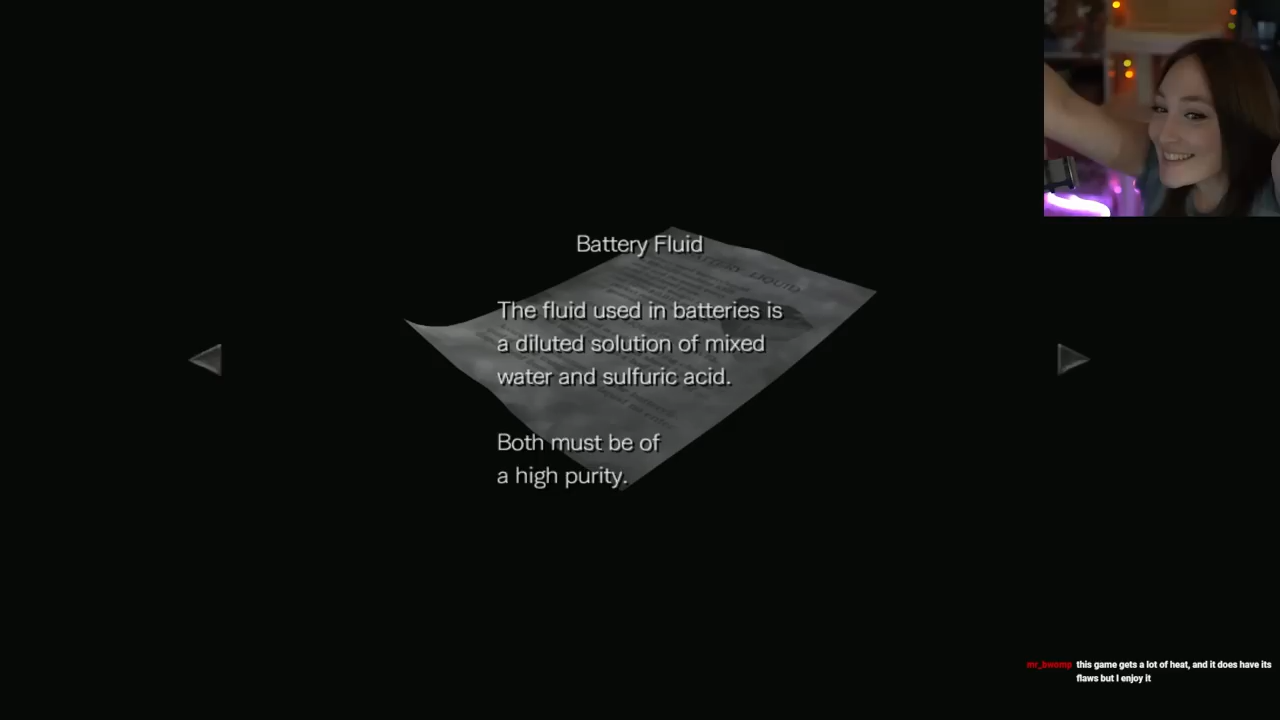 Battery Fluid
The fluid used in batteries is
a diluted solution of mixed
water and sulfuric acid.
Both must be of
a high purity.
mr_bwomp this game gets a lot of heat, and it does have its
flaws but I enjoy it